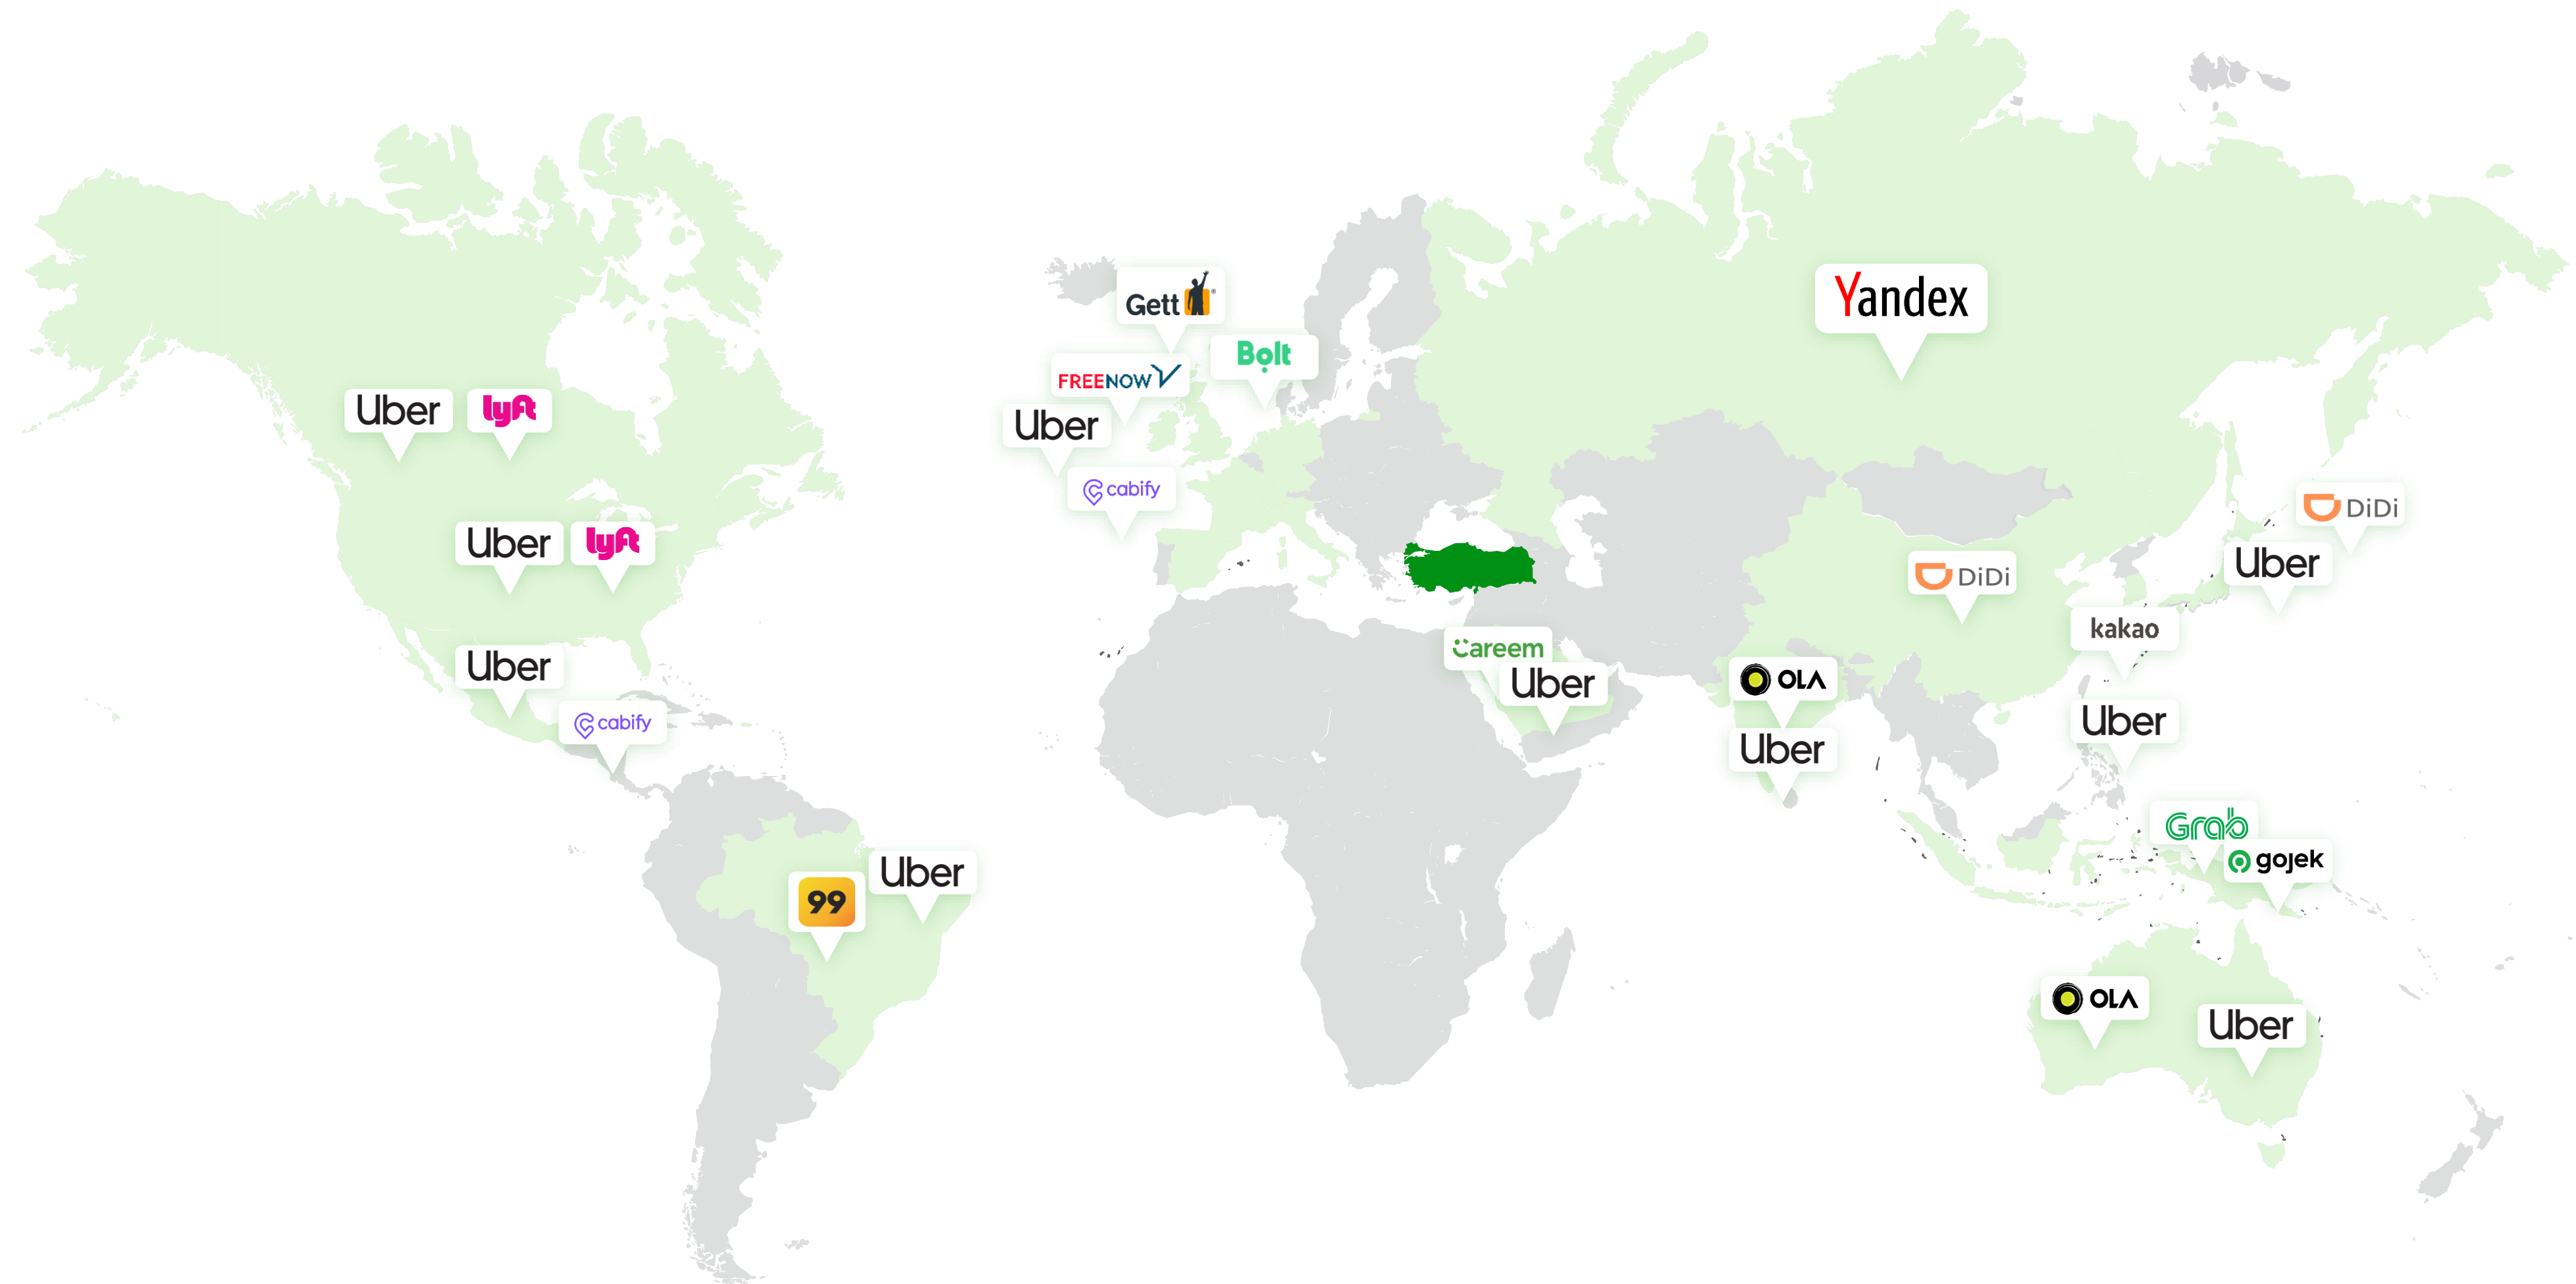 Yandex
Gett
Bolt
FREENOW
Uber
lyft
Uber
cabify
DiDi
Uber
lyft
DiDi
Uber
kakao
Careem
Uber
Uber
cabify
OLA
Uber
Uber
Grab
gojek
Uber
99
OLA
Uber